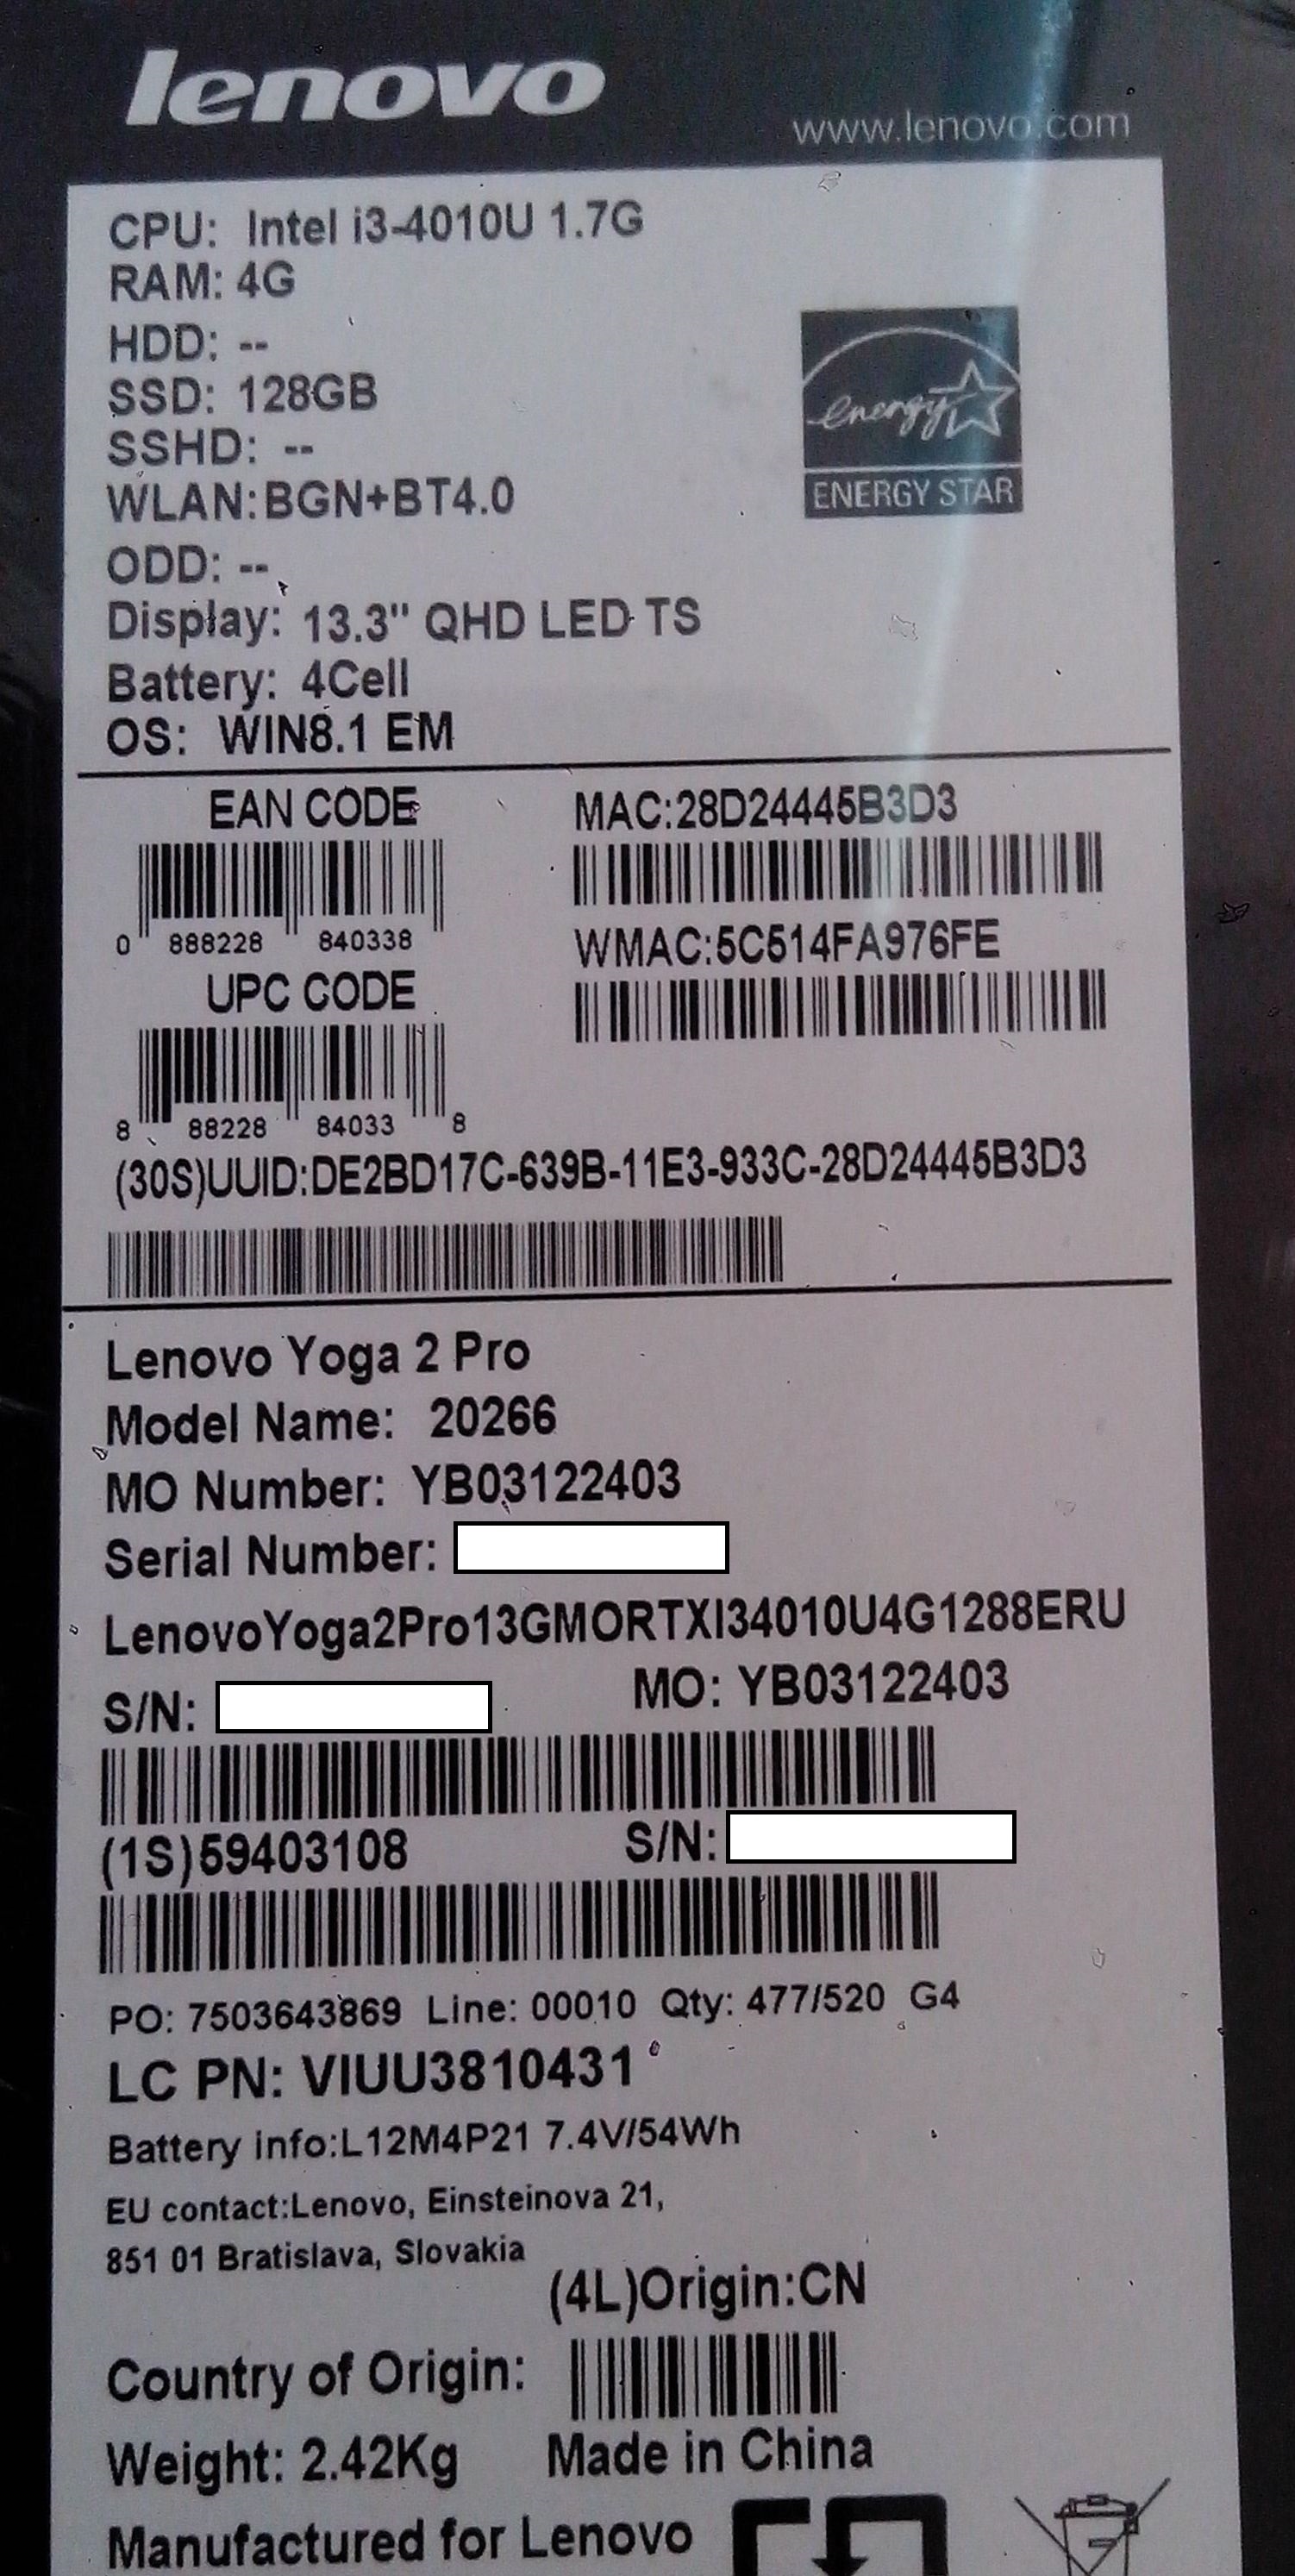 lenovo
www.lenovo.com
CPU: Intel i3-4010U 1.7G
RAM: 4G
HDD: --
SSD: 128GB
SSHD: --
WLAN:BGN+BT4.0
ODD: --
Display: 13.3" QHD LED TS
Battery: 4Cell
OS: WIN8.1 EM
energy
ENERGY STAR
EAN CODE
0 888228 840338
UPC CODE
8 88228 84033 8
MAC:28D24445B3D3
WMAC:5C514FA976FE
(30S)UUID:DE2BD17C-639B-11E3-933C-28D24445B3D3
Lenovo Yoga 2 Pro
Model Name: 20266
MO Number: YB03122403
Serial Number:
LenovoYoga2Pro13GMORTXI34010U4G1288ERU
S/N: MO: YB03122403
(1S)59403108 S/N:
PO: 7503643869 Line: 00010 Qty: 477/520 G4
LC PN: VIUU3810431
Battery info:L12M4P21 7.4V/54Wh
EU contact:Lenovo, Einsteinova 21,
851 01 Bratislava, Slovakia
(4L)Origin:CN
Country of Origin:
Weight: 2.42Kg Made in China
Manufactured for Lenovo